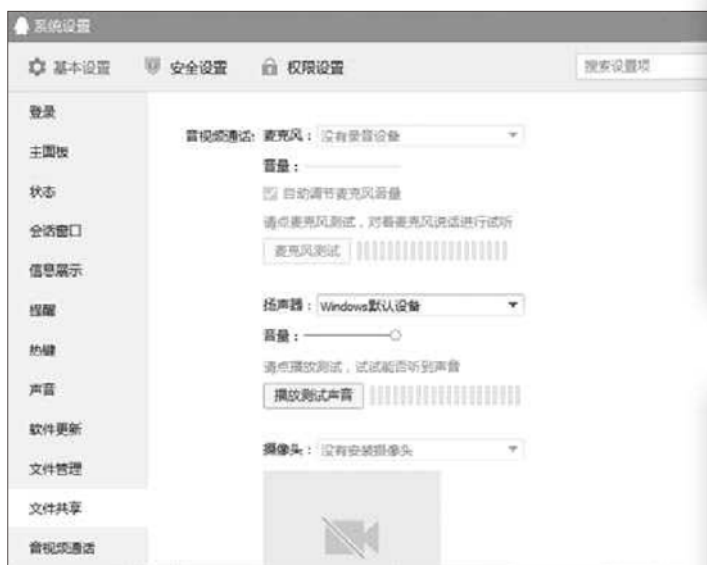 系统设置
基本设置 安全设置 权限设置 搜索设置项
登录
主面板
状态
会话窗口
信息展示
提醒
热键
声音
软件更新
文件管理
文件共享
音视频通话
音视频通话: 麦克风： 没有录音设备
音量：
自动调节麦克风音量
请点麦克风测试，对着麦克风说话进行试听
麦克风测试
扬声器： Windows默认设备
音量：
请点播放测试，试试能否听到声音
播放测试声音
摄像头： 没有安装摄像头